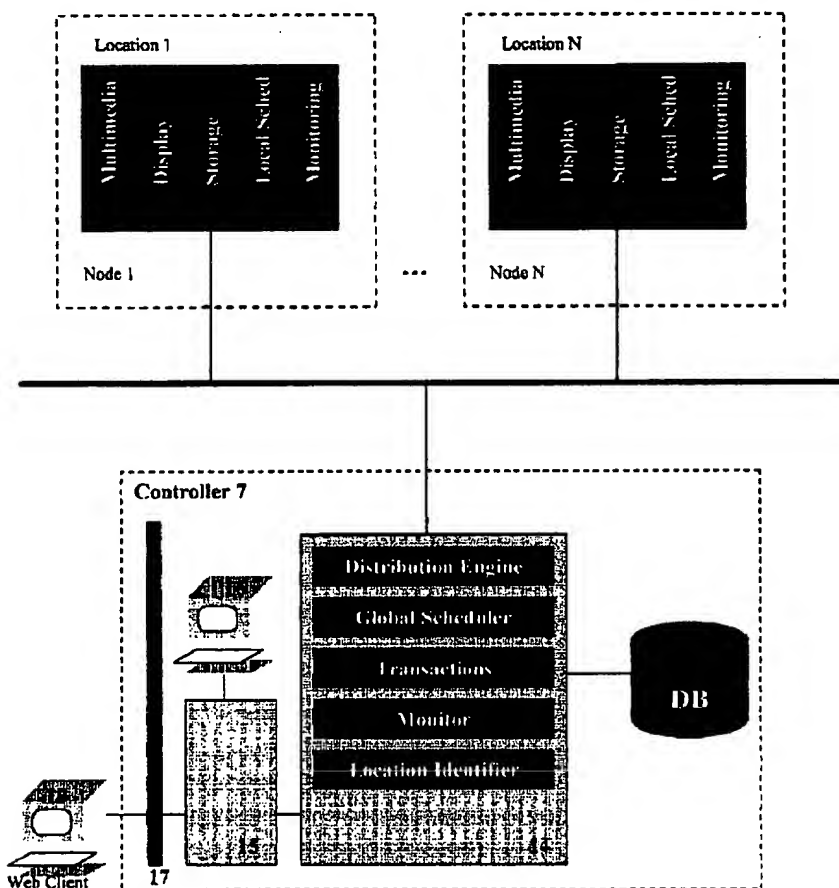 Location 1
Multimedia
Display
Storage
Local Sched
Monitoring
Node 1
...
Location N
Multimedia
Display
Storage
Local Sched
Monitoring
Node N
Controller 7
Distribution Engine
Global Scheduler
Transactions
Monitor
Location Identifier
DB
Web Client
17